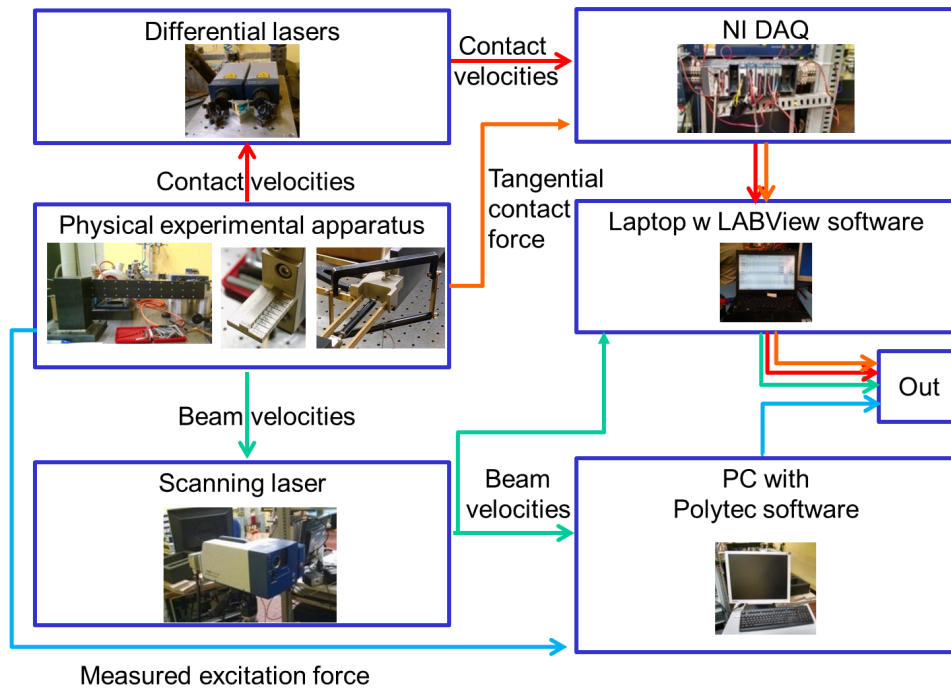 Differential lasers
Contact
velocities
NI DAQ
Contact velocities
Tangential
contact
force
Physical experimental apparatus
Laptop w LABView software
Out
Beam velocities
Scanning laser
Beam
velocities
PC with
Polytec software
Measured excitation force